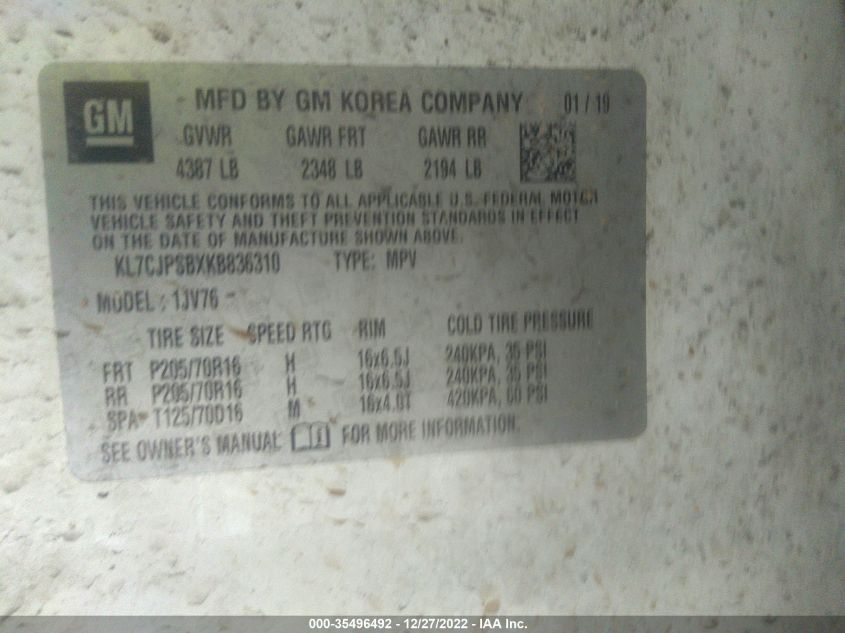 GM
MFD BY GM KOREA COMPANY 01 / 19
GVWR GAWR FRT GAWR RR
4387 LB 2348 LB 2194 LB
THIS VEHICLE CONFORMS TO ALL APPLICABLE U.S. FEDERAL MOTOR
VEHICLE SAFETY AND THEFT PREVENTION STANDARDS IN EFFECT
ON THE DATE OF MANUFACTURE SHOWN ABOVE.
KL7CJPSBXKB836310 TYPE: MPV
MODEL : 1JV76
TIRE SIZE SPEED RTG RIM COLD TIRE PRESSURE
FRT P205/70R16 H 16x6.5J 240KPA, 35 PSI
RR P205/70R16 H 16x6.5J 240KPA, 35 PSI
SPA T125/70D16 M 16x4.0T 420KPA, 60 PSI
SEE OWNER'S MANUAL FOR MORE INFORMATION.
000-35496492 - 12/27/2022 - IAA Inc.